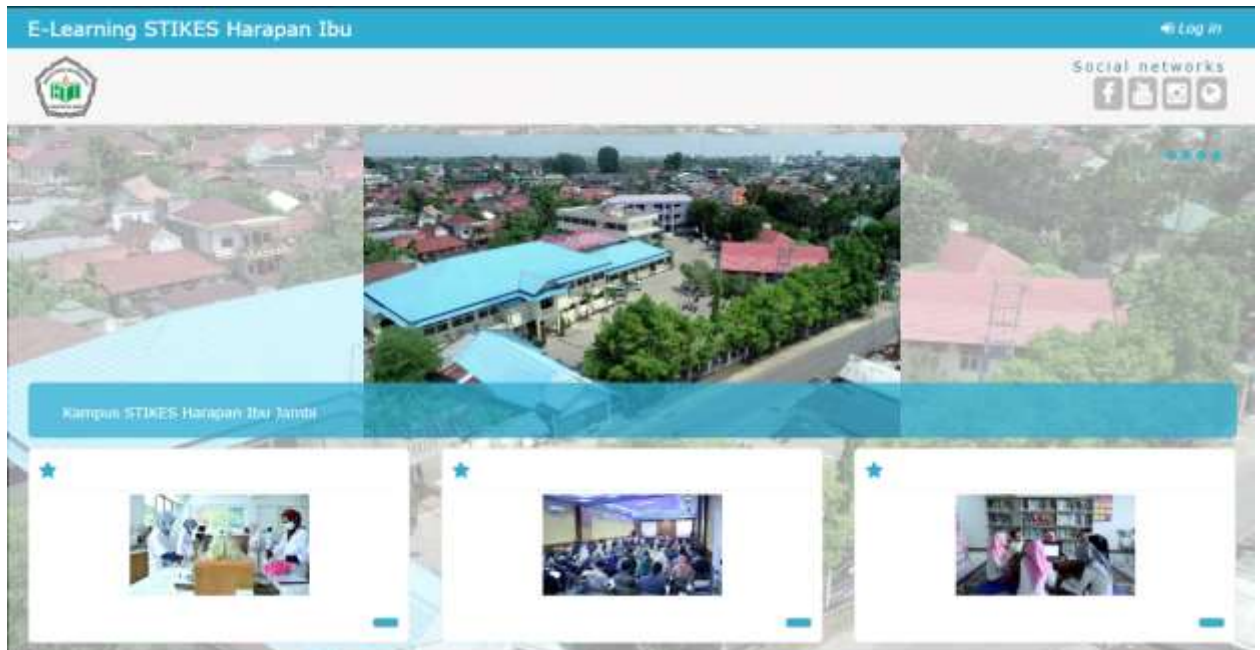 E-Learning STIKES Harapan Ibu
Log in
Social networks
Kampus STIKES Harapan Ibu Jambi